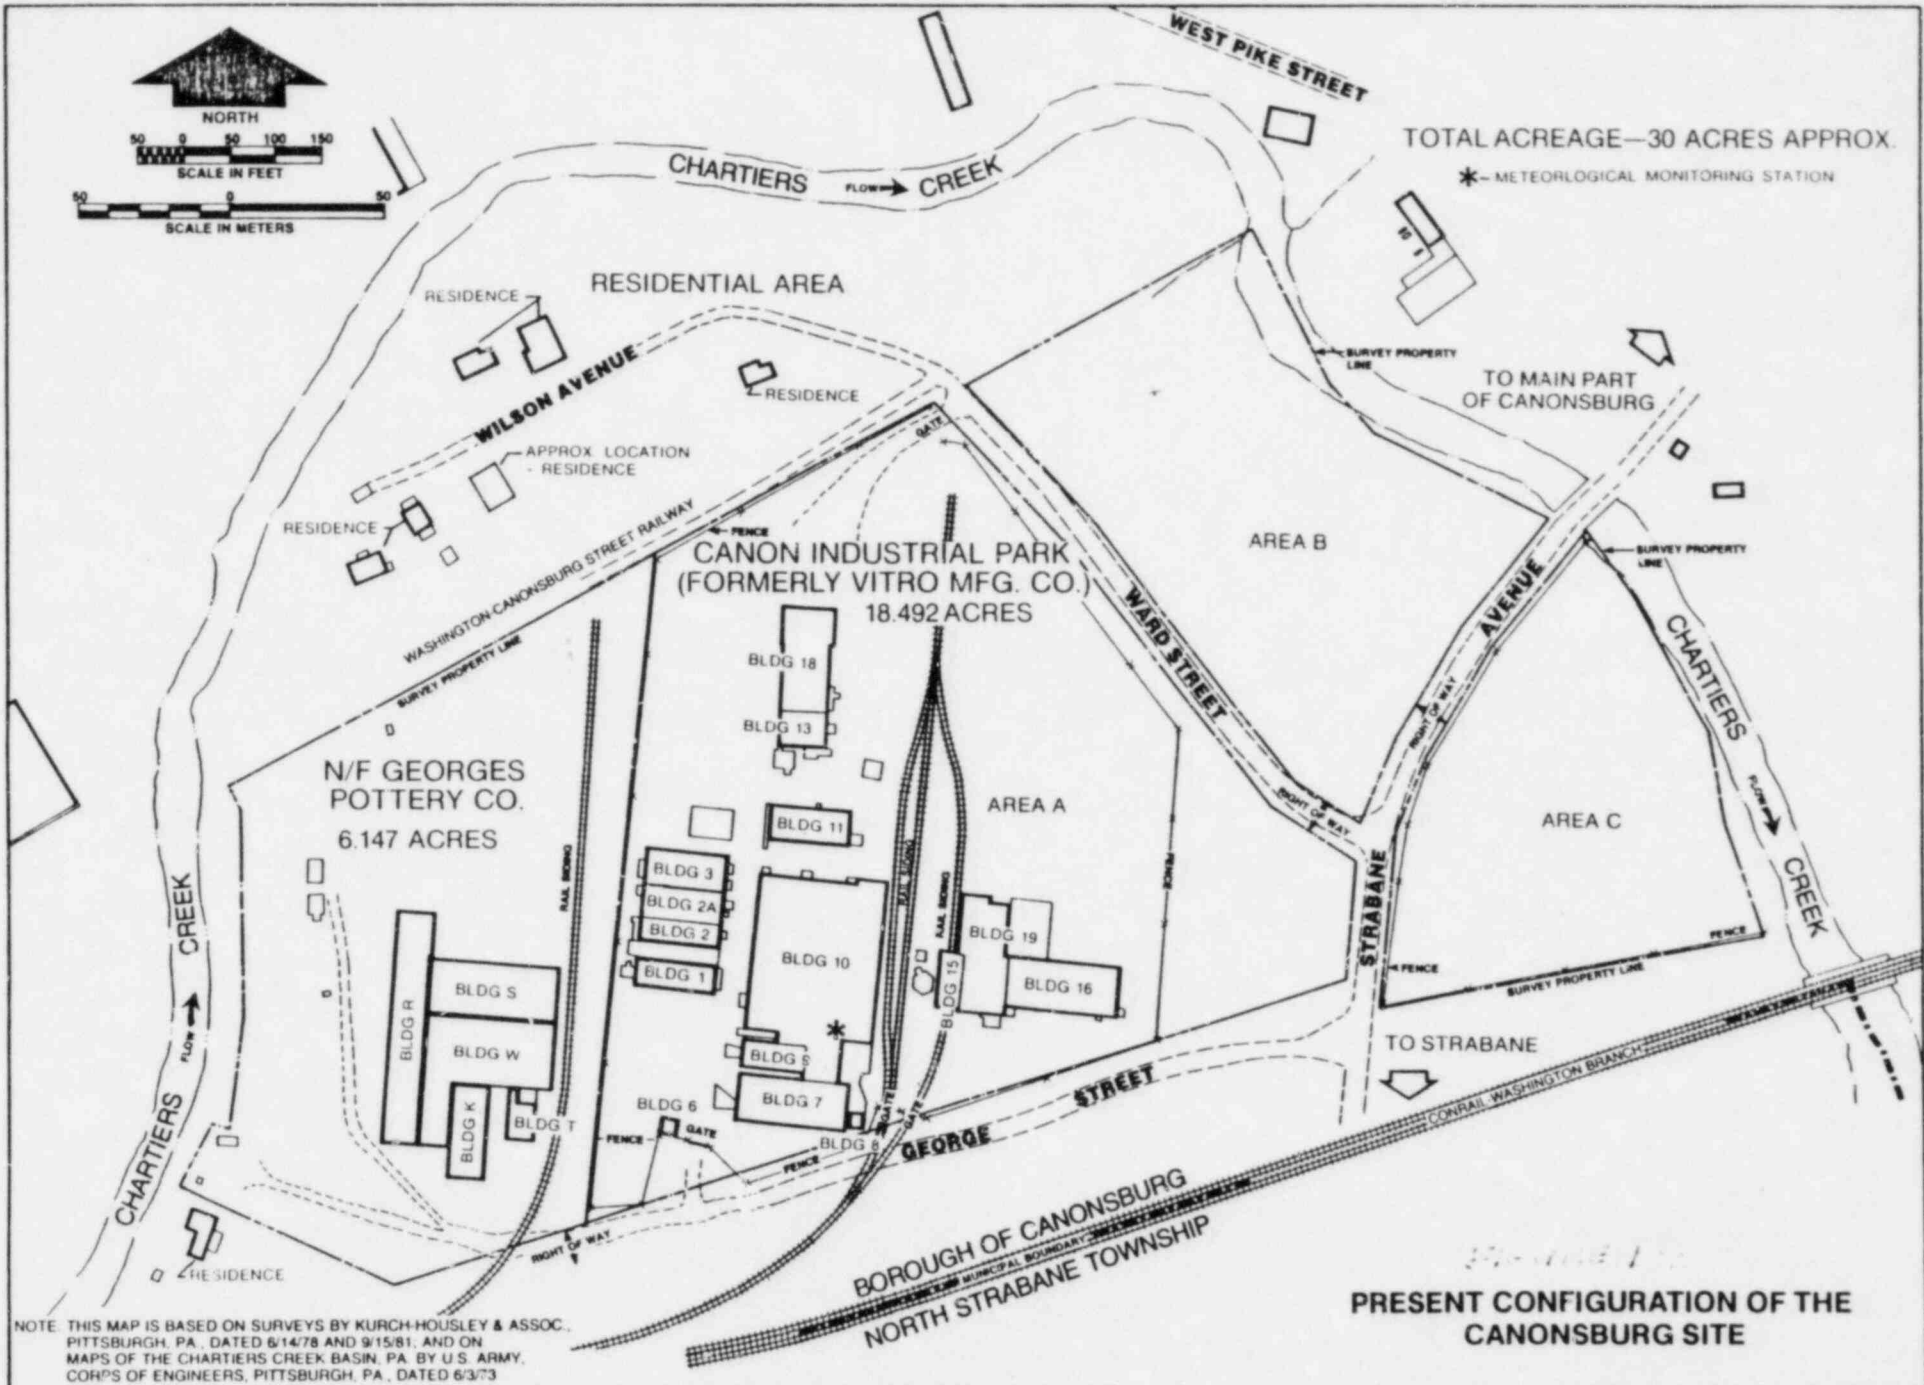 WEST PIKE STREET
NORTH
50 0 50 100 150
SCALE IN FEET
50 0 50
SCALE IN METERS
CHARTIERS FLOW CREEK
TOTAL ACREAGE—30 ACRES APPROX.
* – METEORLOGICAL MONITORING STATION
RESIDENTIAL AREA
RESIDENCE
WILSON AVENUE
RESIDENCE
SURVEY PROPERTY
LINE
TO MAIN PART
OF CANONSBURG
GATE
APPROX. LOCATION
- RESIDENCE
RESIDENCE
WASHINGTON-CANONSBURG STREET RAILWAY
FENCE
SURVEY PROPERTY LINE
CANON INDUSTRIAL PARK
(FORMERLY VITRO MFG. CO.)
18.492 ACRES
AREA B
SURVEY PROPERTY
LINE
WARD STREET
STRABANE AVENUE
RIGHT OF WAY
RIGHT OF WAY
CHARTIERS
FLOW
CREEK
BLDG 18
BLDG 13
N/F GEORGES
POTTERY CO.
6.147 ACRES
AREA A
AREA C
BLDG 11
RAIL SIDING
RAIL SIDING
RAIL SIDING
FENCE
BLDG 3
BLDG 2A
BLDG 2
BLDG 1
BLDG 10
BLDG 19
BLDG 15
BLDG 16
FENCE
FENCE
SURVEY PROPERTY LINE
BLDG R
BLDG S
BLDG W
BLDG K
BLDG T
CHARTIERS FLOW CREEK
BLDG
BLDG 7
BLDG 6
FENCE
GATE
BLDG 8
GATE
GATE
FENCE
GEORGE STREET
TO STRABANE
CONRAIL-WASHINGTON BRANCH
RIGHT OF WAY
RESIDENCE
BOROUGH OF CANONSBURG
MUNICIPAL BOUNDARY
NORTH STRABANE TOWNSHIP
NOTE: THIS MAP IS BASED ON SURVEYS BY KURCH-HOUSLEY & ASSOC.,
PITTSBURGH, PA., DATED 6/14/78 AND 9/15/81; AND ON
MAPS OF THE CHARTIERS CREEK BASIN, PA. BY U.S. ARMY,
CORPS OF ENGINEERS, PITTSBURGH, PA., DATED 6/3/73
PRESENT CONFIGURATION OF THE
CANONSBURG SITE